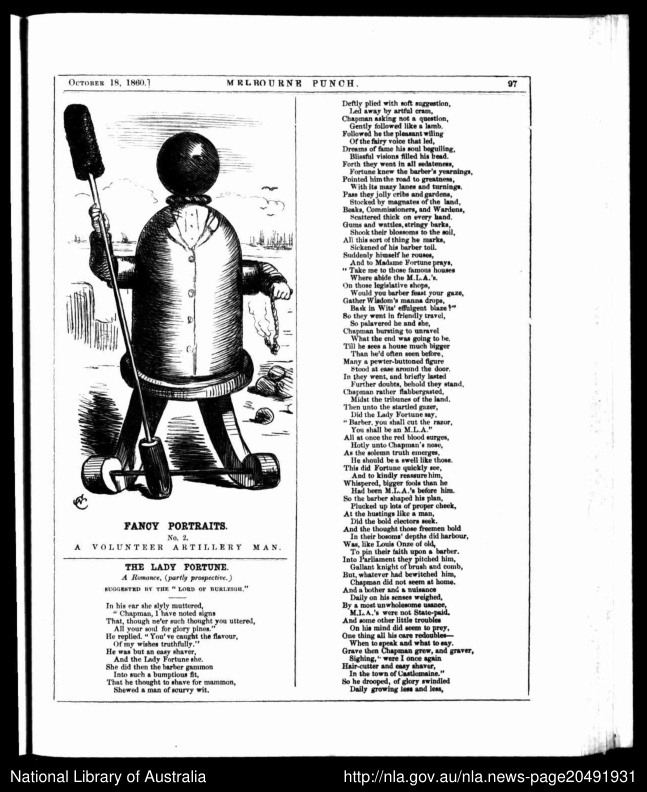 OCTOBER 18, 1860.]
MELBOURNE PUNCH.
97
FANCY PORTRAITS.
No. 2.
A VOLUNTEER ARTILLERY MAN.
THE LADY FORTUNE.
A Romance, (partly prospective.)
SUGGESTED BY THE "LORD OF BURLEIGH."
In his ear she slyly muttered,
" Chapman, I have noted signs
That, though ne'er such thought you uttered,
All your soul for glory pines."
He replied. "You've caught the flavour,
Of my wishes truthfully."
He was but an easy shaver,
And the Lady Fortune she.
She did then the barber gammon
Into such a bumptious fit,
That he thought to shave for mammon,
Shewed a man of scurvy wit.
Deftly plied with soft suggestion,
Led away by artful cram,
Chapman asking not a question,
Gently followed like a lamb.
Followed he the pleasant wiling
Of the fairy voice that led,
Dreams of fame his soul beguiling,
Blissful visions filled his head.
Forth they went in all sedateness,
Fortune knew the barber's yearnings,
Pointed him the road to greatness,
With its mazy lanes and turnings.
Pass they jolly cribs and gardens,
Stocked by magnates of the land,
Beaks, Commissioners, and Wardens,
Scattered thick on every hand.
Gums and wattles, stringy barks,
Shook their blossoms to the soil,
All this sort of thing he marks,
Sickened of his barber toil.
Suddenly himself he rouses,
And to Madame Fortune prays,
" Take me to those famous houses
Where abide the M.L.A.'s.
On those legislative shops,
Would you barber feast your gaze,
Gather Wisdom's manna drops,
Bask in Wits' effulgent blaze?"
So they went in friendly travel,
So palavered he and she,
Chapman bursting to unravel
What the end was going to be.
Till he sees a house much bigger
Than he'd often seen before,
Many a pewter-buttoned figure
Stood at ease around the door.
In they went, and briefly lasted
Further doubts, behold they stand,
Chapman rather flabbergasted,
Midst the tribunes of the land.
Then unto the startled gazer,
Did the Lady Fortune say,
" Barber, you shall cut the razor,
You shall be an M.L.A."
All at once the red blood surges,
Hotly unto Chapman's nose,
As the solemn truth emerges,
He should be a swell like those.
This did Fortune quickly see,
And to kindly reassure him,
Whispered, bigger fools than he
Had been M.L.A.'s before him.
So the barber shaped his plan,
Plucked up lots of proper cheek,
At the hustings like a man,
Did the bold electors seek.
And the thought those freemen bold
In their bosoms' depths did harbour,
Was, like Louis Onze of old,
To pin their faith upon a barber.
Into Parliament they pitched him,
Gallant knight of brush and comb,
But, whatever had bewitched him,
Chapman did not seem at home.
And a bother and a nuisance
Daily on his senses weighed,
By a most unwholesome usance,
M.L.A.'s were not State-paid.
And some other little troubles
On his mind did seem to prey,
One thing all his care redoubles—
When to speak and what to say.
Grave then Chapman grew, and graver,
Sighing, " were I once again
Hair-cutter and easy shaver,
In the town of Castlemaine."
So he drooped, of glory swindled
Daily growing less and less,
National Library of Australia
http://nla.gov.au/nla.news-page20491931